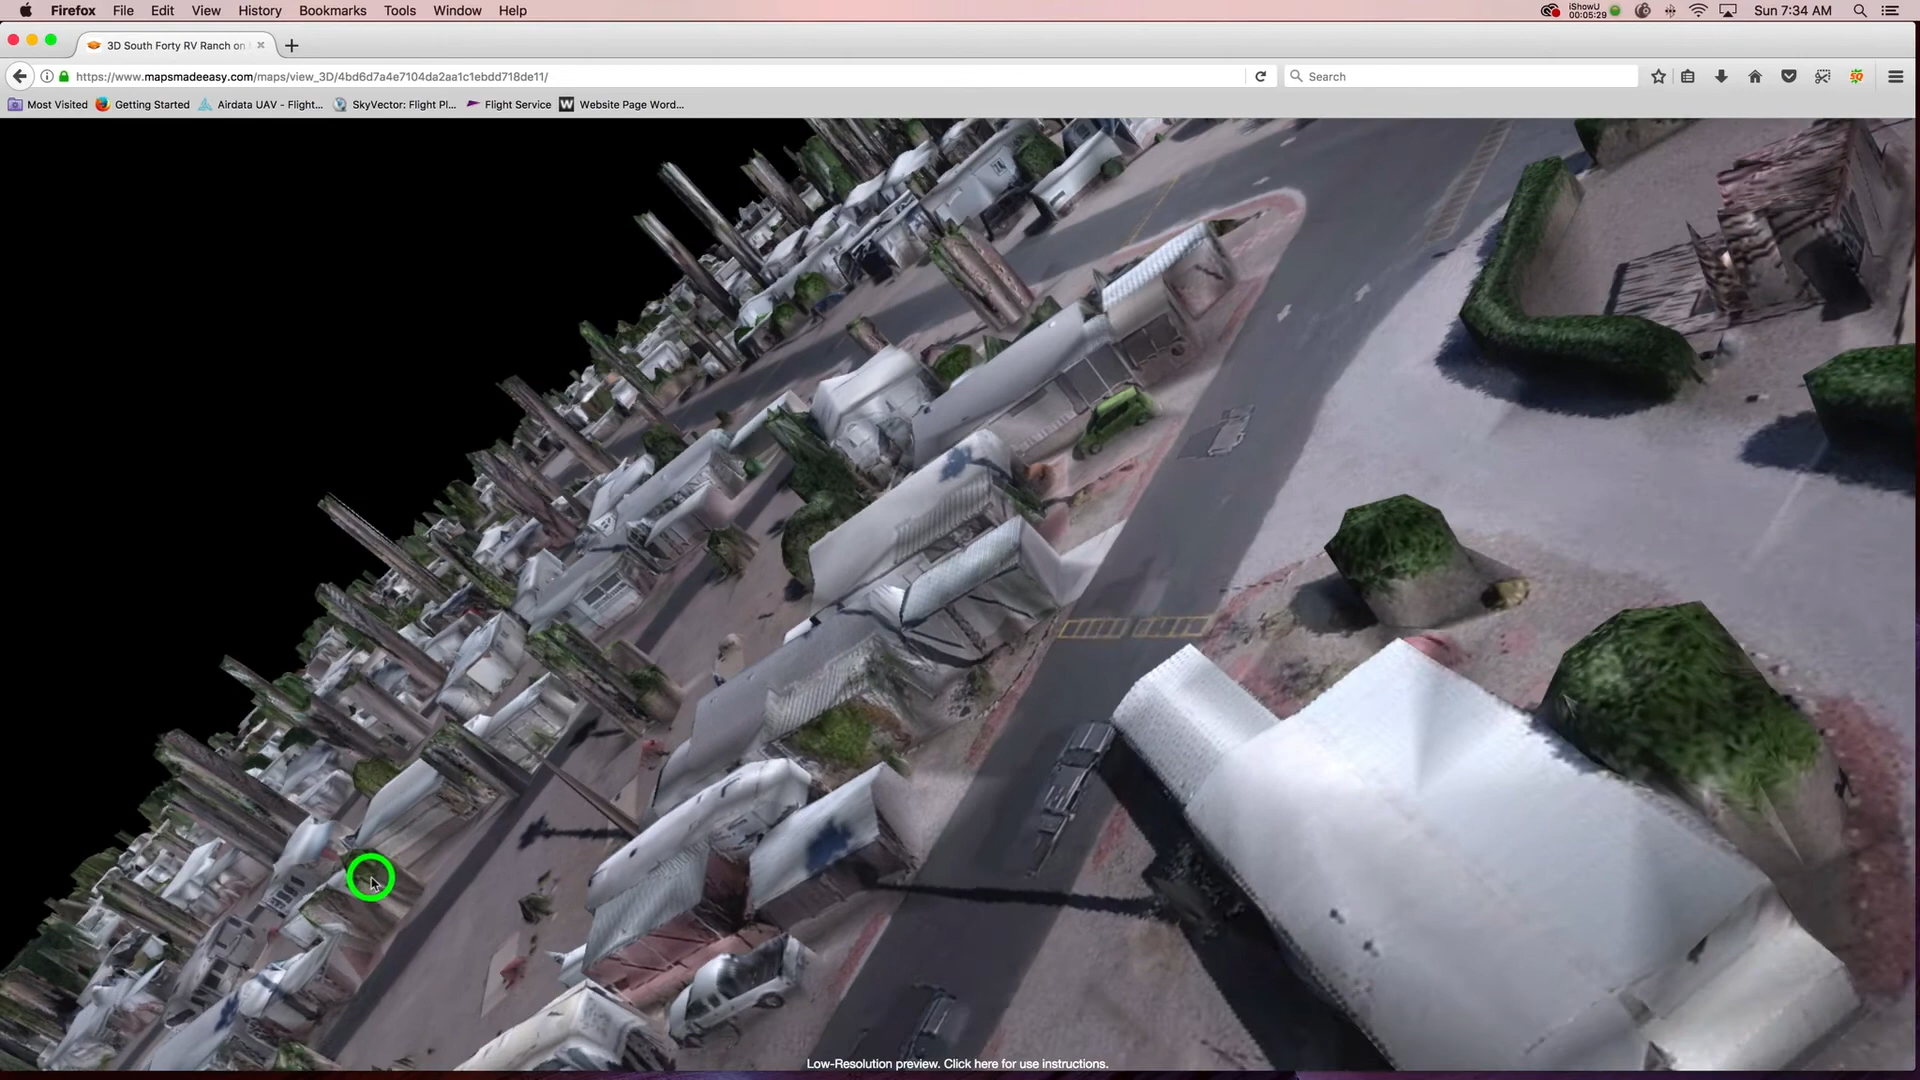 Firefox File Edit View History Bookmarks Tools Window Help
iShowU
00:05:29
Sun 7:34 AM
3D South Forty RV Ranch on
https://www.mapsmadeeasy.com/maps/view_3D/4bd6d7a4e7104da2aa1c1ebdd718de11/
Search
Most Visited Getting Started Airdata UAV - Flight... SkyVector: Flight Pl... Flight Service W Website Page Word...
Low-Resolution preview. Click here for use instructions.